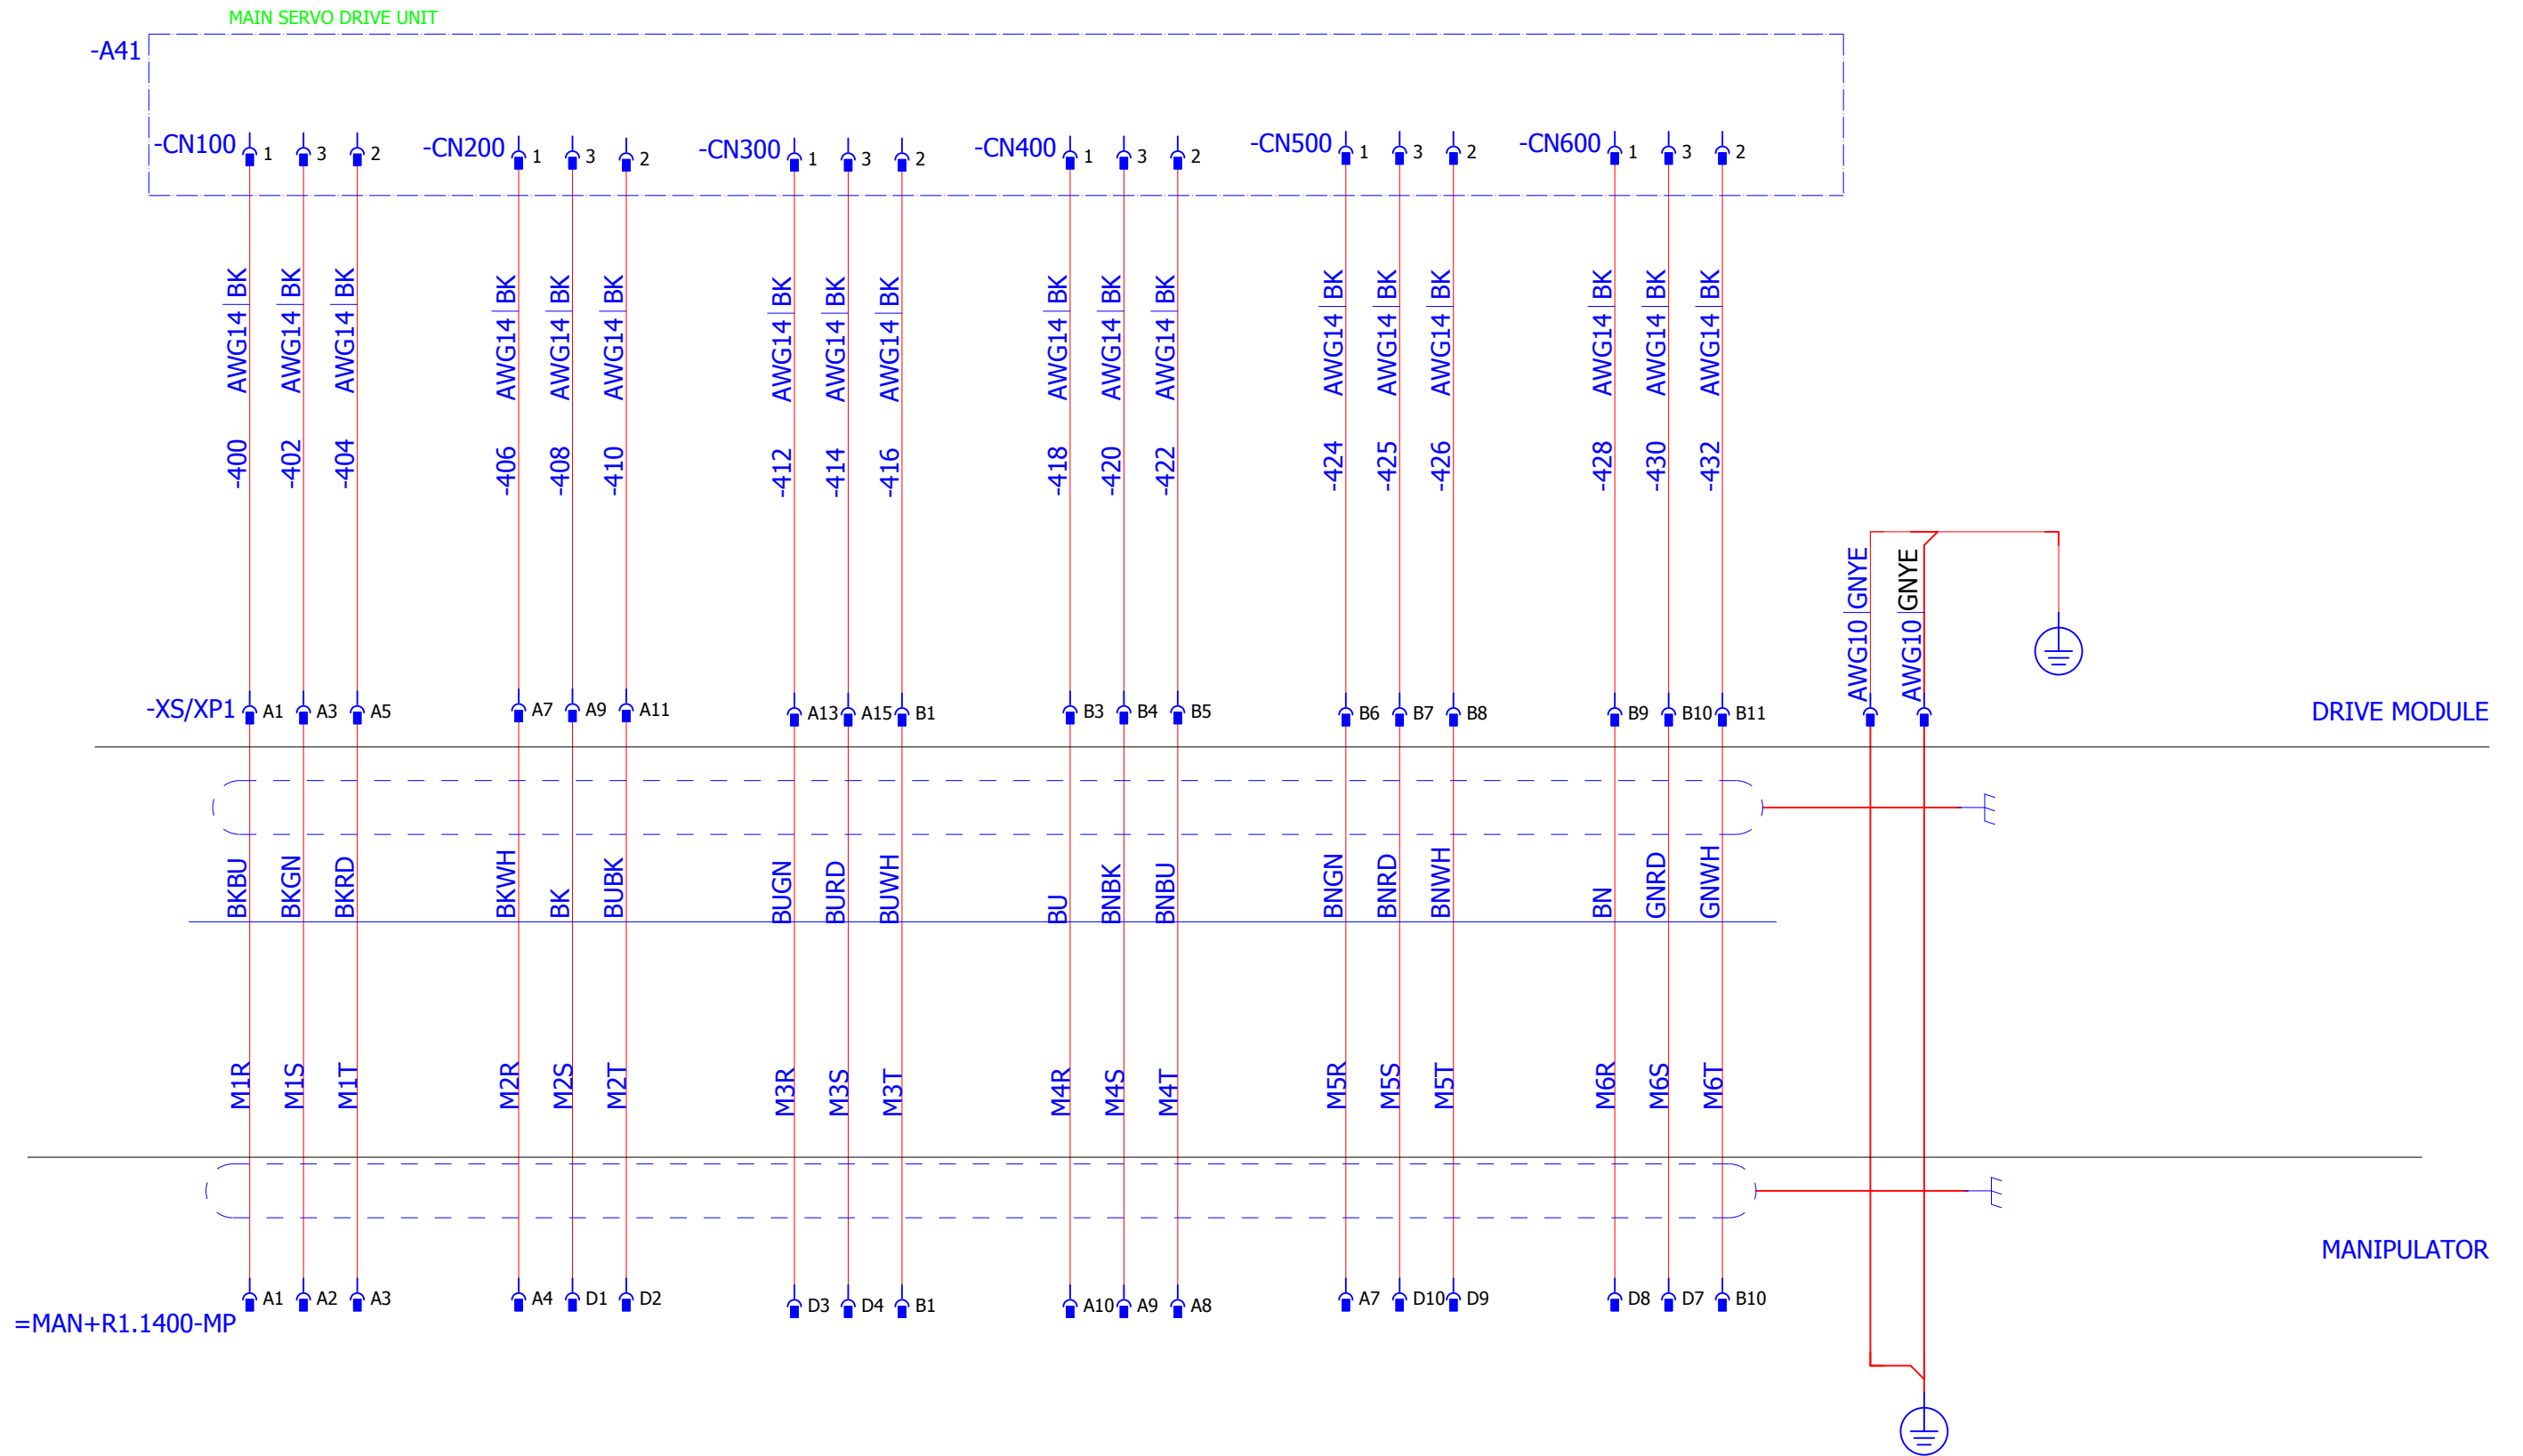 MAIN SERVO DRIVE UNIT
-A41
-CN100 1 3 2 -CN200 1 3 2 -CN300 1 3 2 -CN400 1 3 2 -CN500 1 3 2 -CN600 1 3 2
AWG14 BK AWG14 BK AWG14 BK AWG14 BK AWG14 BK AWG14 BK AWG14 BK AWG14 BK AWG14 BK AWG14 BK AWG14 BK AWG14 BK AWG14 BK AWG14 BK AWG14 BK AWG14 BK AWG14 BK AWG14 BK
-400 -402 -404 -406 -408 -410 -412 -414 -416 -418 -420 -422 -424 -425 -426 -428 -430 -432
AWG10 GNYE AWG10 GNYE
-XS/XP1 A1 A3 A5 A7 A9 A11 A13 A15 B1 B3 B4 B5 B6 B7 B8 B9 B10 B11
DRIVE MODULE
BKBU BKGN BKRD BKWH BK BUBK BUGN BURD BUWH BU BNBK BNBU BNGN BNRD BNWH BN GNRD GNWH
M1R M1S M1T M2R M2S M2T M3R M3S M3T M4R M4S M4T M5R M5S M5T M6R M6S M6T
MANIPULATOR
A1 A2 A3 A4 D1 D2 D3 D4 B1 A10 A9 A8 A7 D10 D9 D8 D7 B10
=MAN+R1.1400-MP